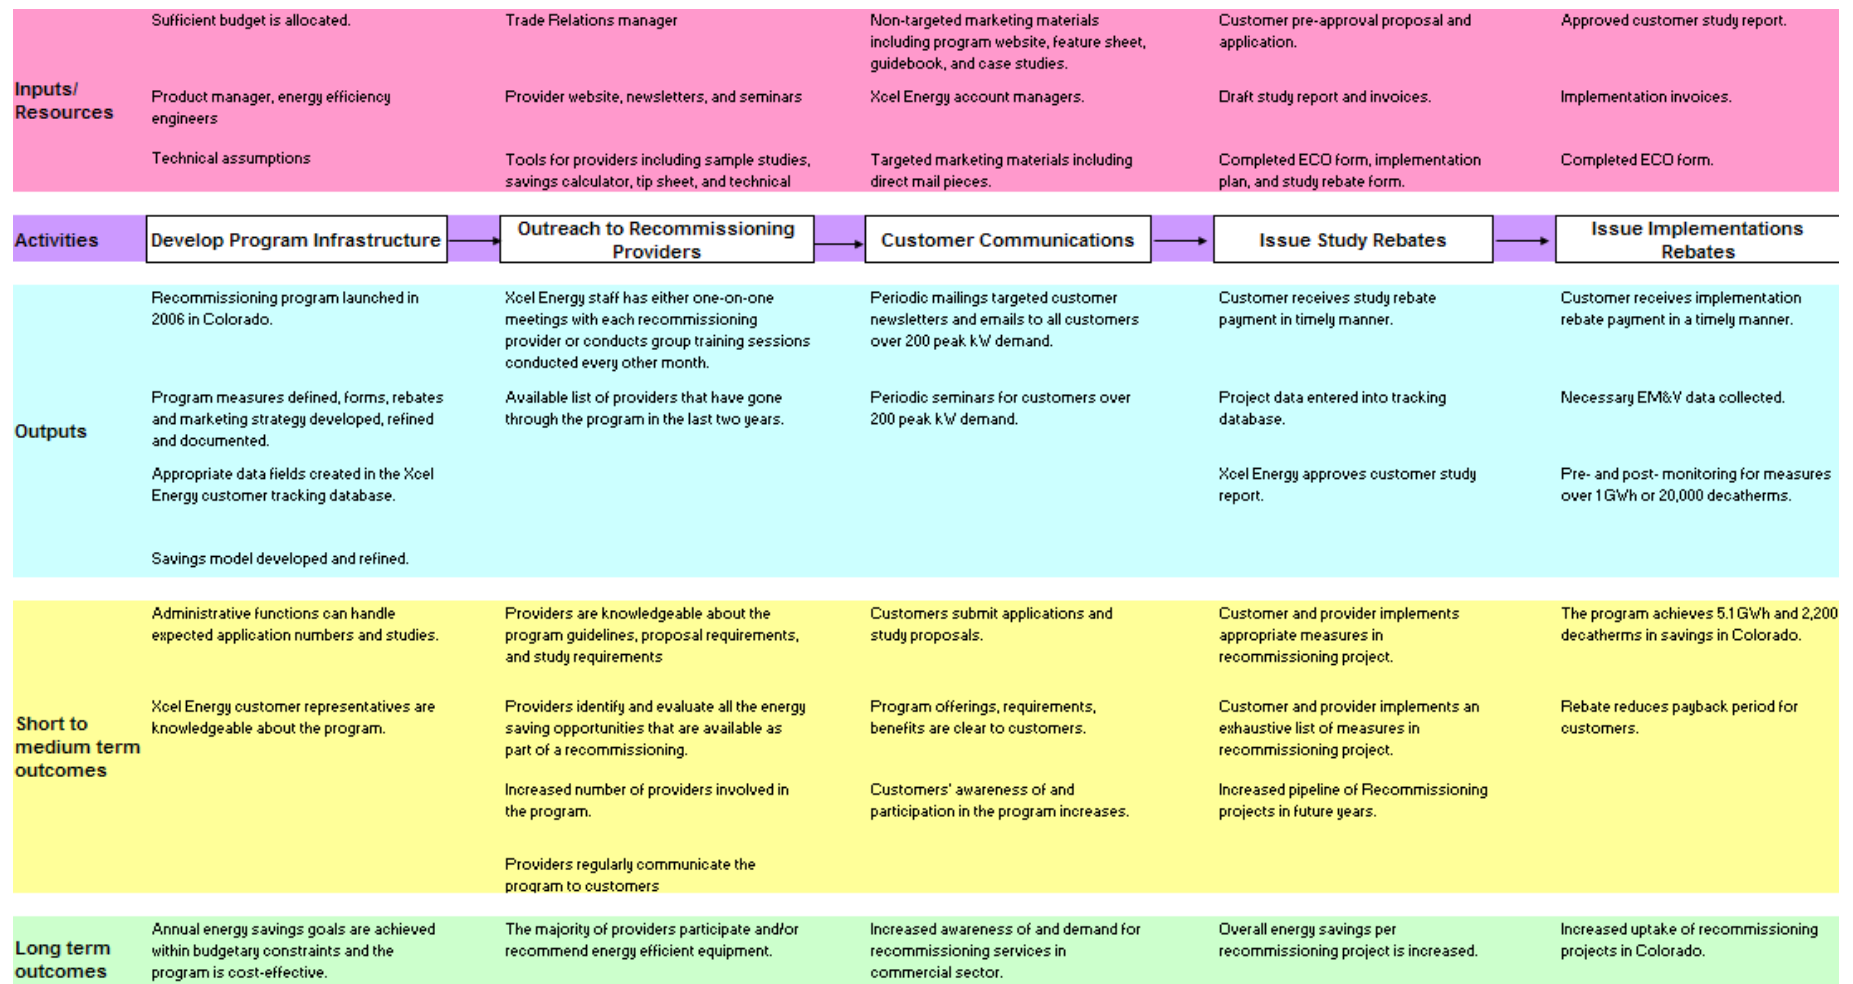 Inputs/
Resources
Sufficient budget is allocated.
Product manager, energy efficiency
engineers
Technical assumptions
Trade Relations manager
Provider website, newsletters, and seminars
Tools for providers including sample studies,
savings calculator, tip sheet, and technical
Non-targeted marketing materials
including program website, feature sheet,
guidebook, and case studies.
Xcel Energy account managers.
Targeted marketing materials including
direct mail pieces.
Customer pre-approval proposal and
application.
Draft study report and invoices.
Completed ECO form, implementation
plan, and study rebate form.
Approved customer study report.
Implementation invoices.
Completed ECO form.
Activities
Develop Program Infrastructure
Outreach to Recommissioning
Providers
Customer Communications
Issue Study Rebates
Issue Implementations
Rebates
Outputs
Recommissioning program launched in
2006 in Colorado.
Program measures defined, forms, rebates
and marketing strategy developed, refined
and documented.
Appropriate data fields created in the Xcel
Energy customer tracking database.
Savings model developed and refined.
Xcel Energy staff has either one-on-one
meetings with each recommissioning
provider or conducts group training sessions
conducted every other month.
Available list of providers that have gone
through the program in the last two years.
Periodic mailings targeted customer
newsletters and emails to all customers
over 200 peak kW demand.
Periodic seminars for customers over
200 peak kW demand.
Customer receives study rebate
payment in timely manner.
Project data entered into tracking
database.
Xcel Energy approves customer study
report.
Customer receives implementation
rebate payment in a timely manner.
Necessary EM&V data collected.
Pre- and post- monitoring for measures
over 1 GWh or 20,000 decatherms.
Short to
medium term
outcomes
Administrative functions can handle
expected application numbers and studies.
Xcel Energy customer representatives are
knowledgeable about the program.
Providers are knowledgeable about the
program guidelines, proposal requirements,
and study requirements
Providers identify and evaluate all the energy
saving opportunities that are available as
part of a recommissioning.
Increased number of providers involved in
the program.
Providers regularly communicate the
program to customers
Customers submit applications and
study proposals.
Program offerings, requirements,
benefits are clear to customers.
Customers' awareness of and
participation in the program increases.
Customer and provider implements
appropriate measures in
recommissioning project.
Customer and provider implements an
exhaustive list of measures in
recommissioning project.
Increased pipeline of Recommissioning
projects in future years.
The program achieves 5.1 GWh and 2,200
decatherms in savings in Colorado.
Rebate reduces payback period for
customers.
Long term
outcomes
Annual energy savings goals are achieved
within budgetary constraints and the
program is cost-effective.
The majority of providers participate and/or
recommend energy efficient equipment.
Increased awareness of and demand for
recommissioning services in
commercial sector.
Overall energy savings per
recommissioning project is increased.
Increased uptake of recommissioning
projects in Colorado.